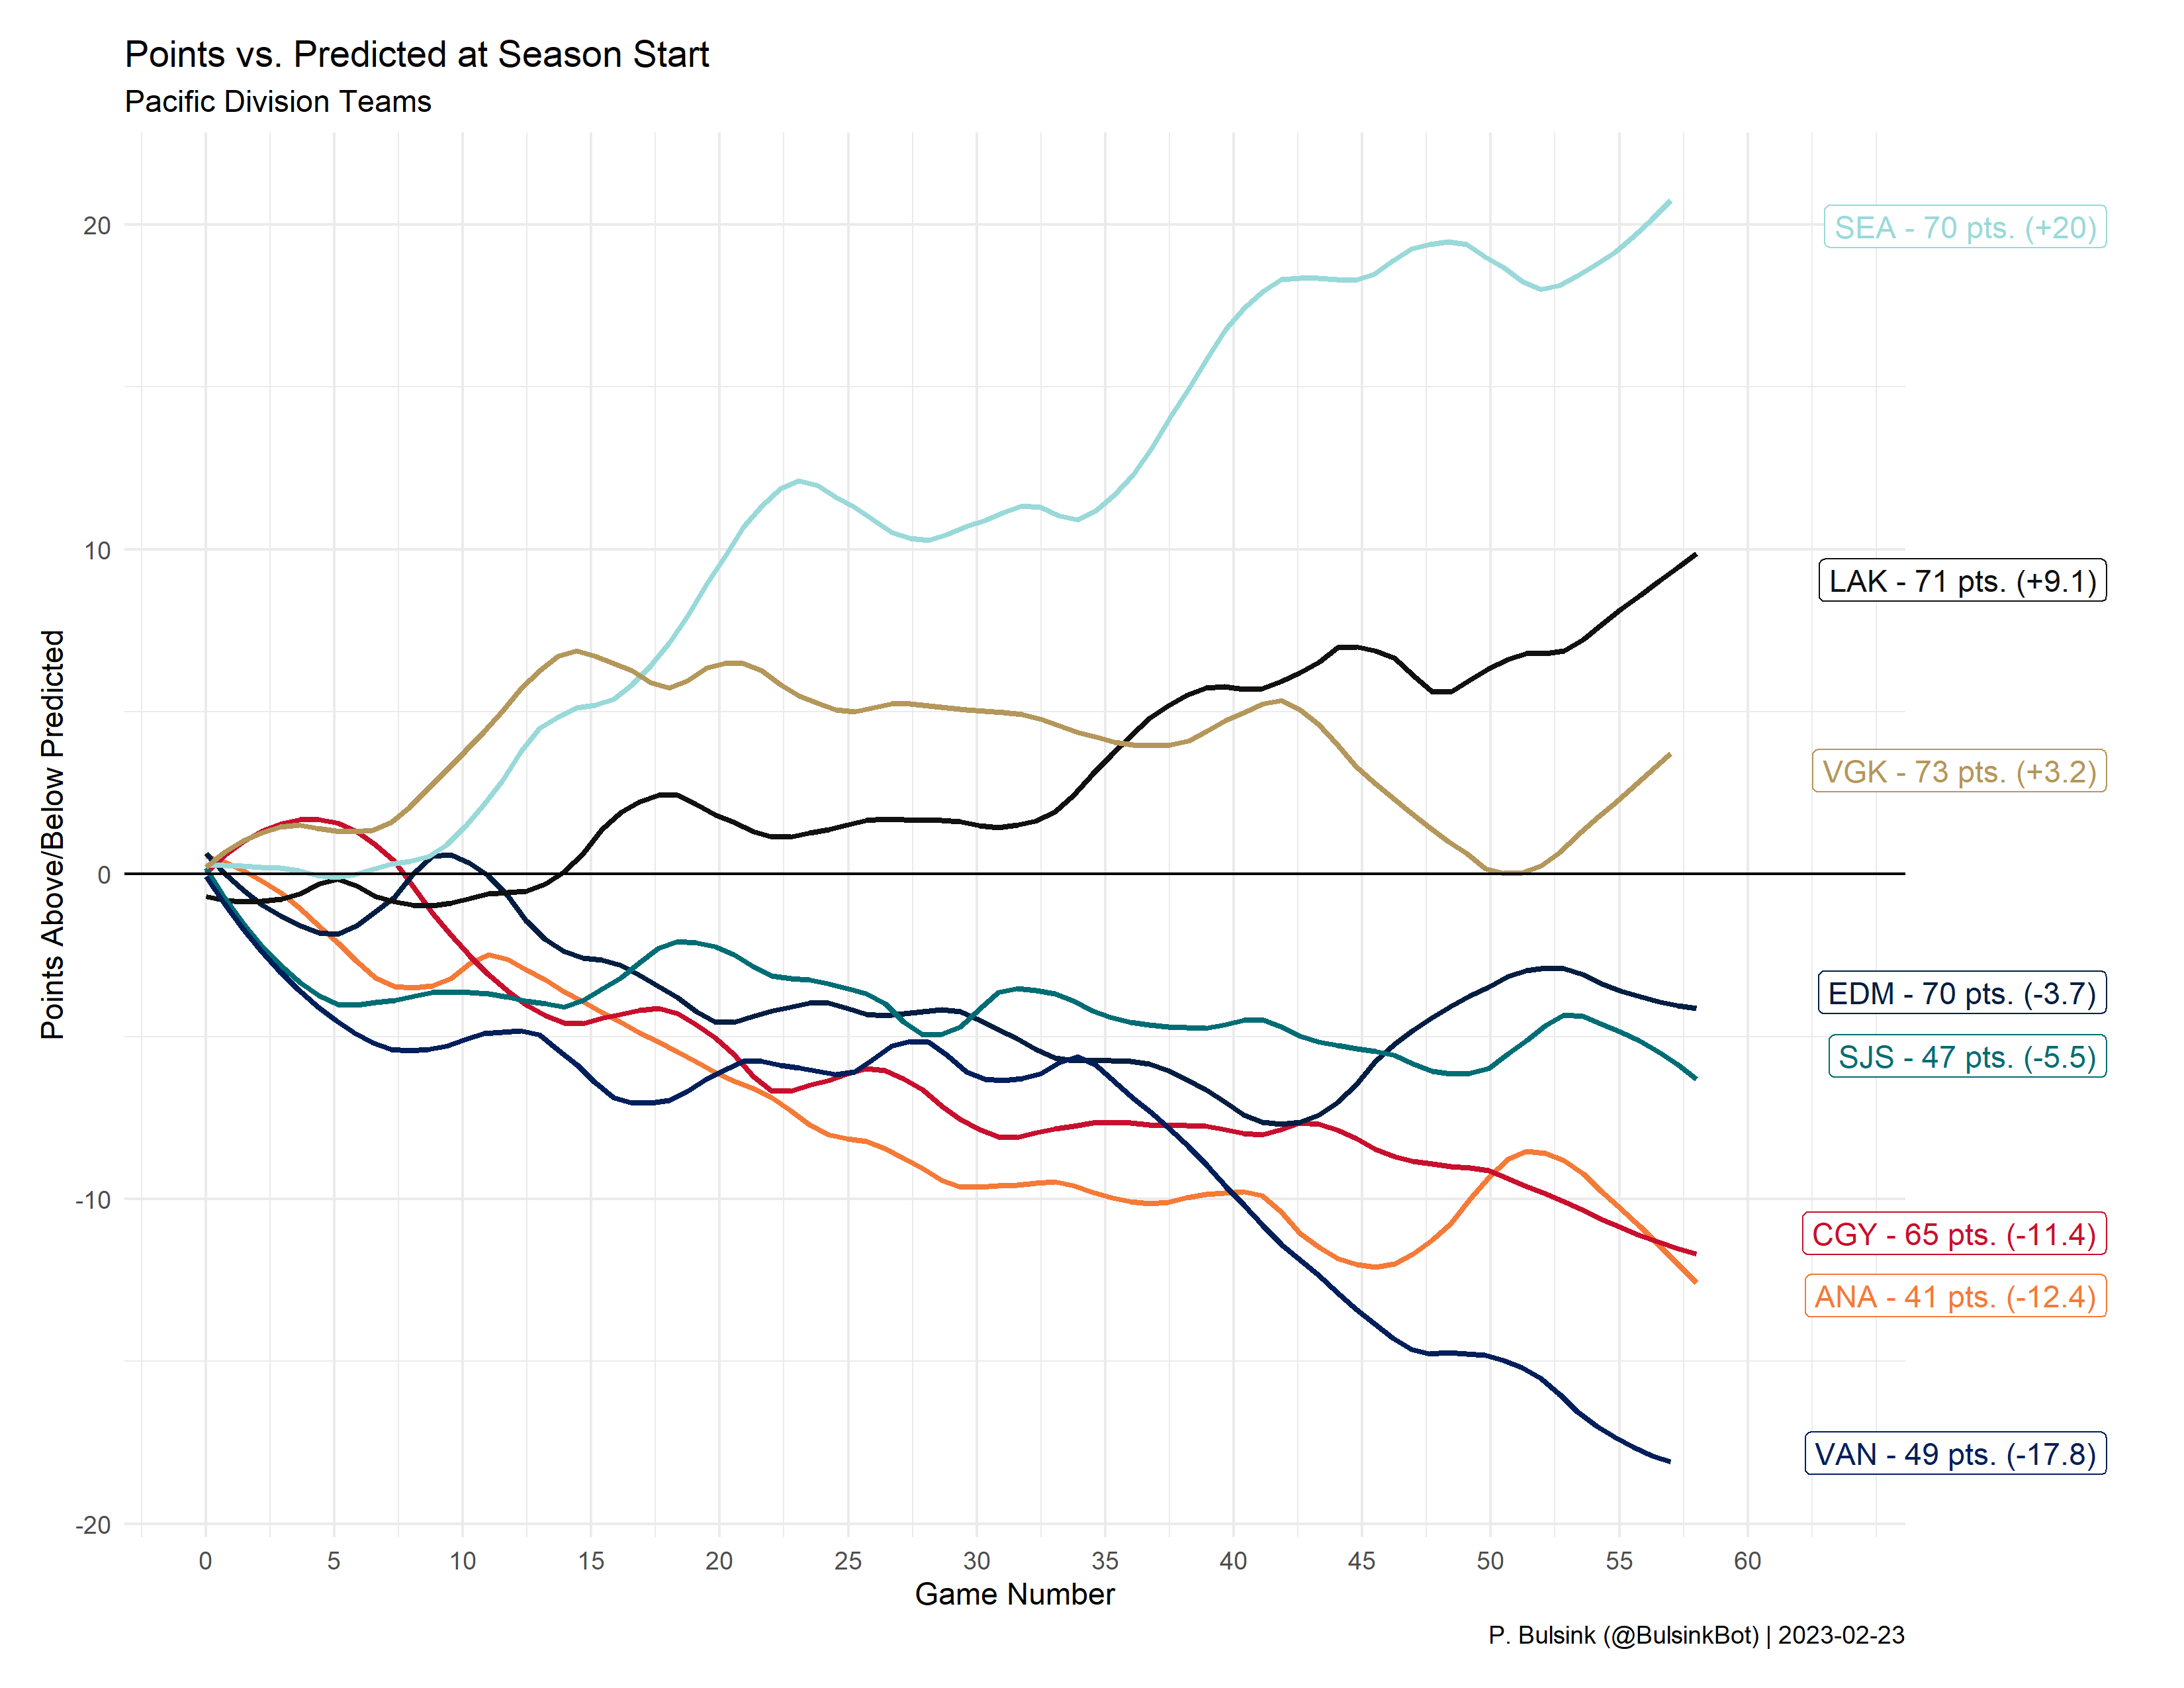 Points vs. Predicted at Season Start
Pacific Division Teams
Points Above/Below Predicted
20
10
0
-10
-20
SEA - 70 pts. (+20)
LAK - 71 pts. (+9.1)
VGK - 73 pts. (+3.2)
EDM - 70 pts. (-3.7)
SJS - 47 pts. (-5.5)
CGY - 65 pts. (-11.4)
ANA - 41 pts. (-12.4)
VAN - 49 pts. (-17.8)
0 5 10 15 20 25 30 35 40 45 50 55 60
Game Number
P. Bulsink (@BulsinkBot) | 2023-02-23